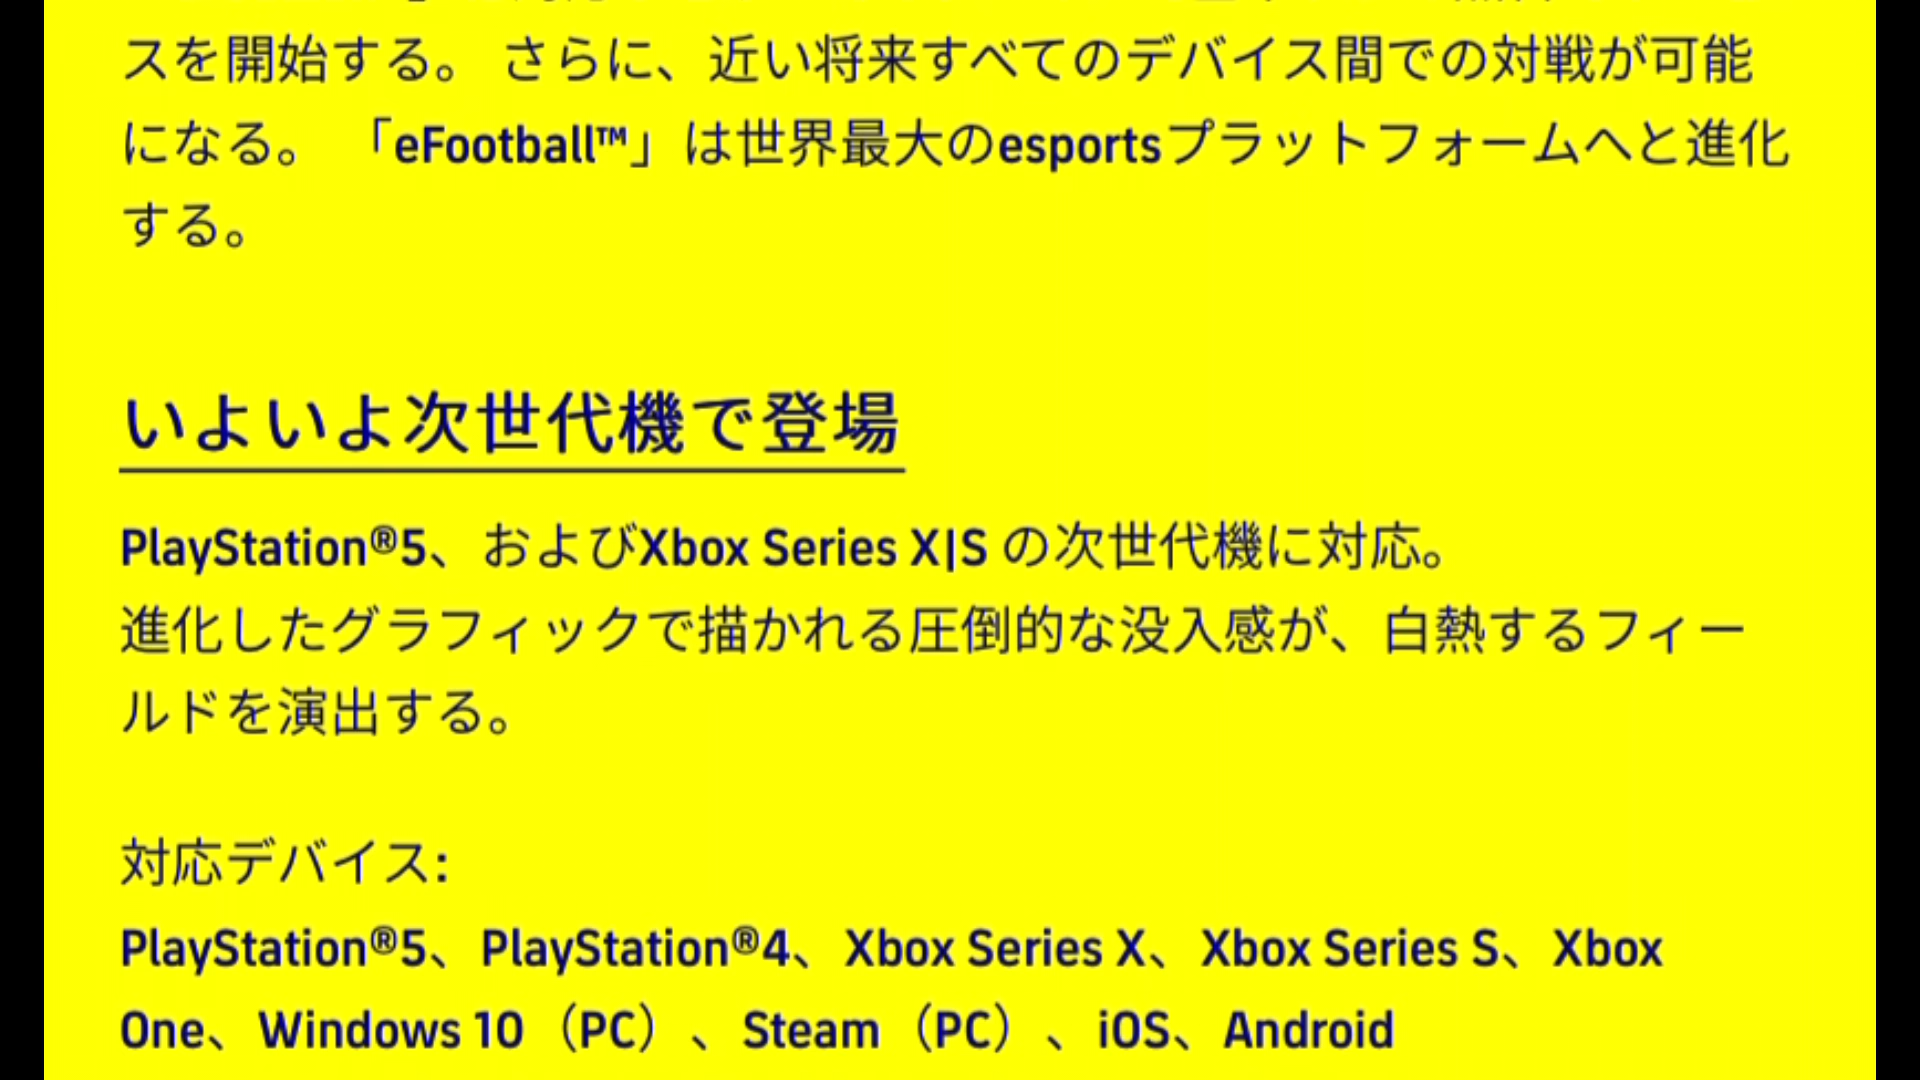 スを開始する。 さらに、近い将来すべてのデバイス間での対戦が可能
になる。 「eFootball™」は世界最大のesportsプラットフォームへと進化
する。
いよいよ次世代機で登場
PlayStation®5、およびXbox Series X|S の次世代機に対応。
進化したグラフィックで描かれる圧倒的な没入感が、白熱するフィー
ルドを演出する。
対応デバイス:
PlayStation®5、PlayStation®4、Xbox Series X、Xbox Series S、Xbox
One、Windows 10（PC）、Steam（PC）、iOS、Android